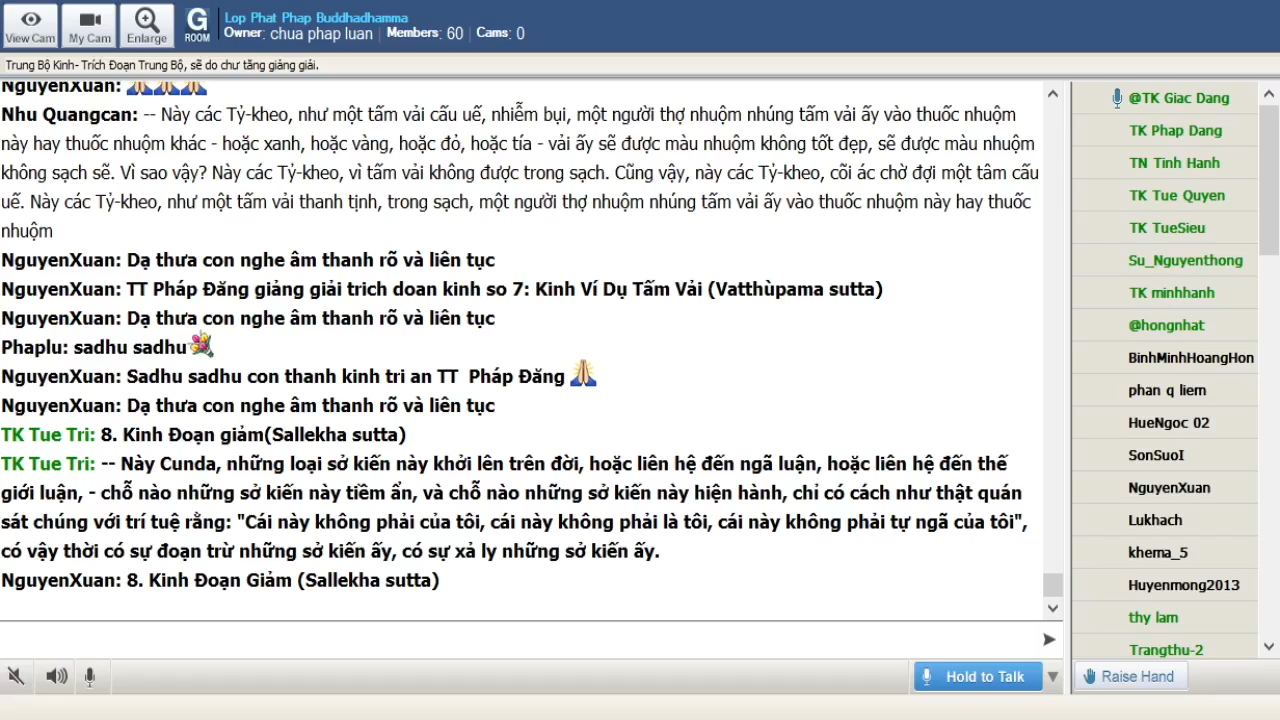 View Cam
My Cam
Enlarge
G
ROOM
Lop Phat Phap Buddhadhamma
Owner: chua phap luan | Members: 60 | Cams: 0
Trung Bộ Kinh- Trích Đoạn Trung Bộ, sẽ do chư tăng giảng giải.
NguyenXuan:
Nhu Quangcan: -- Này các Tỷ-kheo, như một tấm vải cấu uế, nhiễm bụi, một người thợ nhuộm nhúng tấm vải ấy vào thuốc nhuộm
này hay thuốc nhuộm khác - hoặc xanh, hoặc vàng, hoặc đỏ, hoặc tía - vải ấy sẽ được màu nhuộm không tốt đẹp, sẽ được màu nhuộm
không sạch sẽ. Vì sao vậy? Này các Tỷ-kheo, vì tấm vải không được trong sạch. Cũng vậy, này các Tỷ-kheo, cõi ác chờ đợi một tâm cấu
uế. Này các Tỷ-kheo, như một tấm vải thanh tịnh, trong sạch, một người thợ nhuộm nhúng tấm vải ấy vào thuốc nhuộm này hay thuốc
nhuộm
NguyenXuan: Dạ thưa con nghe âm thanh rõ và liên tục
NguyenXuan: TT Pháp Đăng giảng giải trich doan kinh so 7: Kinh Ví Dụ Tấm Vải (Vatthùpama sutta)
NguyenXuan: Dạ thưa con nghe âm thanh rõ và liên tục
Phaplu: sadhu sadhu
NguyenXuan: Sadhu sadhu con thanh kinh tri an TT Pháp Đăng
NguyenXuan: Dạ thưa con nghe âm thanh rõ và liên tục
TK Tue Tri: 8. Kinh Đoạn giảm(Sallekha sutta)
TK Tue Tri: -- Này Cunda, những loại sở kiến này khởi lên trên đời, hoặc liên hệ đến ngã luận, hoặc liên hệ đến thế
giới luận, - chỗ nào những sở kiến này tiềm ẩn, và chỗ nào những sở kiến này hiện hành, chỉ có cách như thật quán
sát chúng với trí tuệ rằng: "Cái này không phải của tôi, cái này không phải là tôi, cái này không phải tự ngã của tôi",
có vậy thời có sự đoạn trừ những sở kiến ấy, có sự xả ly những sở kiến ấy.
NguyenXuan: 8. Kinh Đoạn Giảm (Sallekha sutta)
@TK Giac Dang
TK Phap Dang
TN Tinh Hanh
TK Tue Quyen
TK TueSieu
Su_Nguyenthong
TK minhhanh
@hongnhat
BinhMinhHoangHon
phan q liem
HueNgoc 02
SonSuoI
NguyenXuan
Lukhach
khema_5
Huyenmong2013
thy lam
Trangthu-2
Hold to Talk
Raise Hand